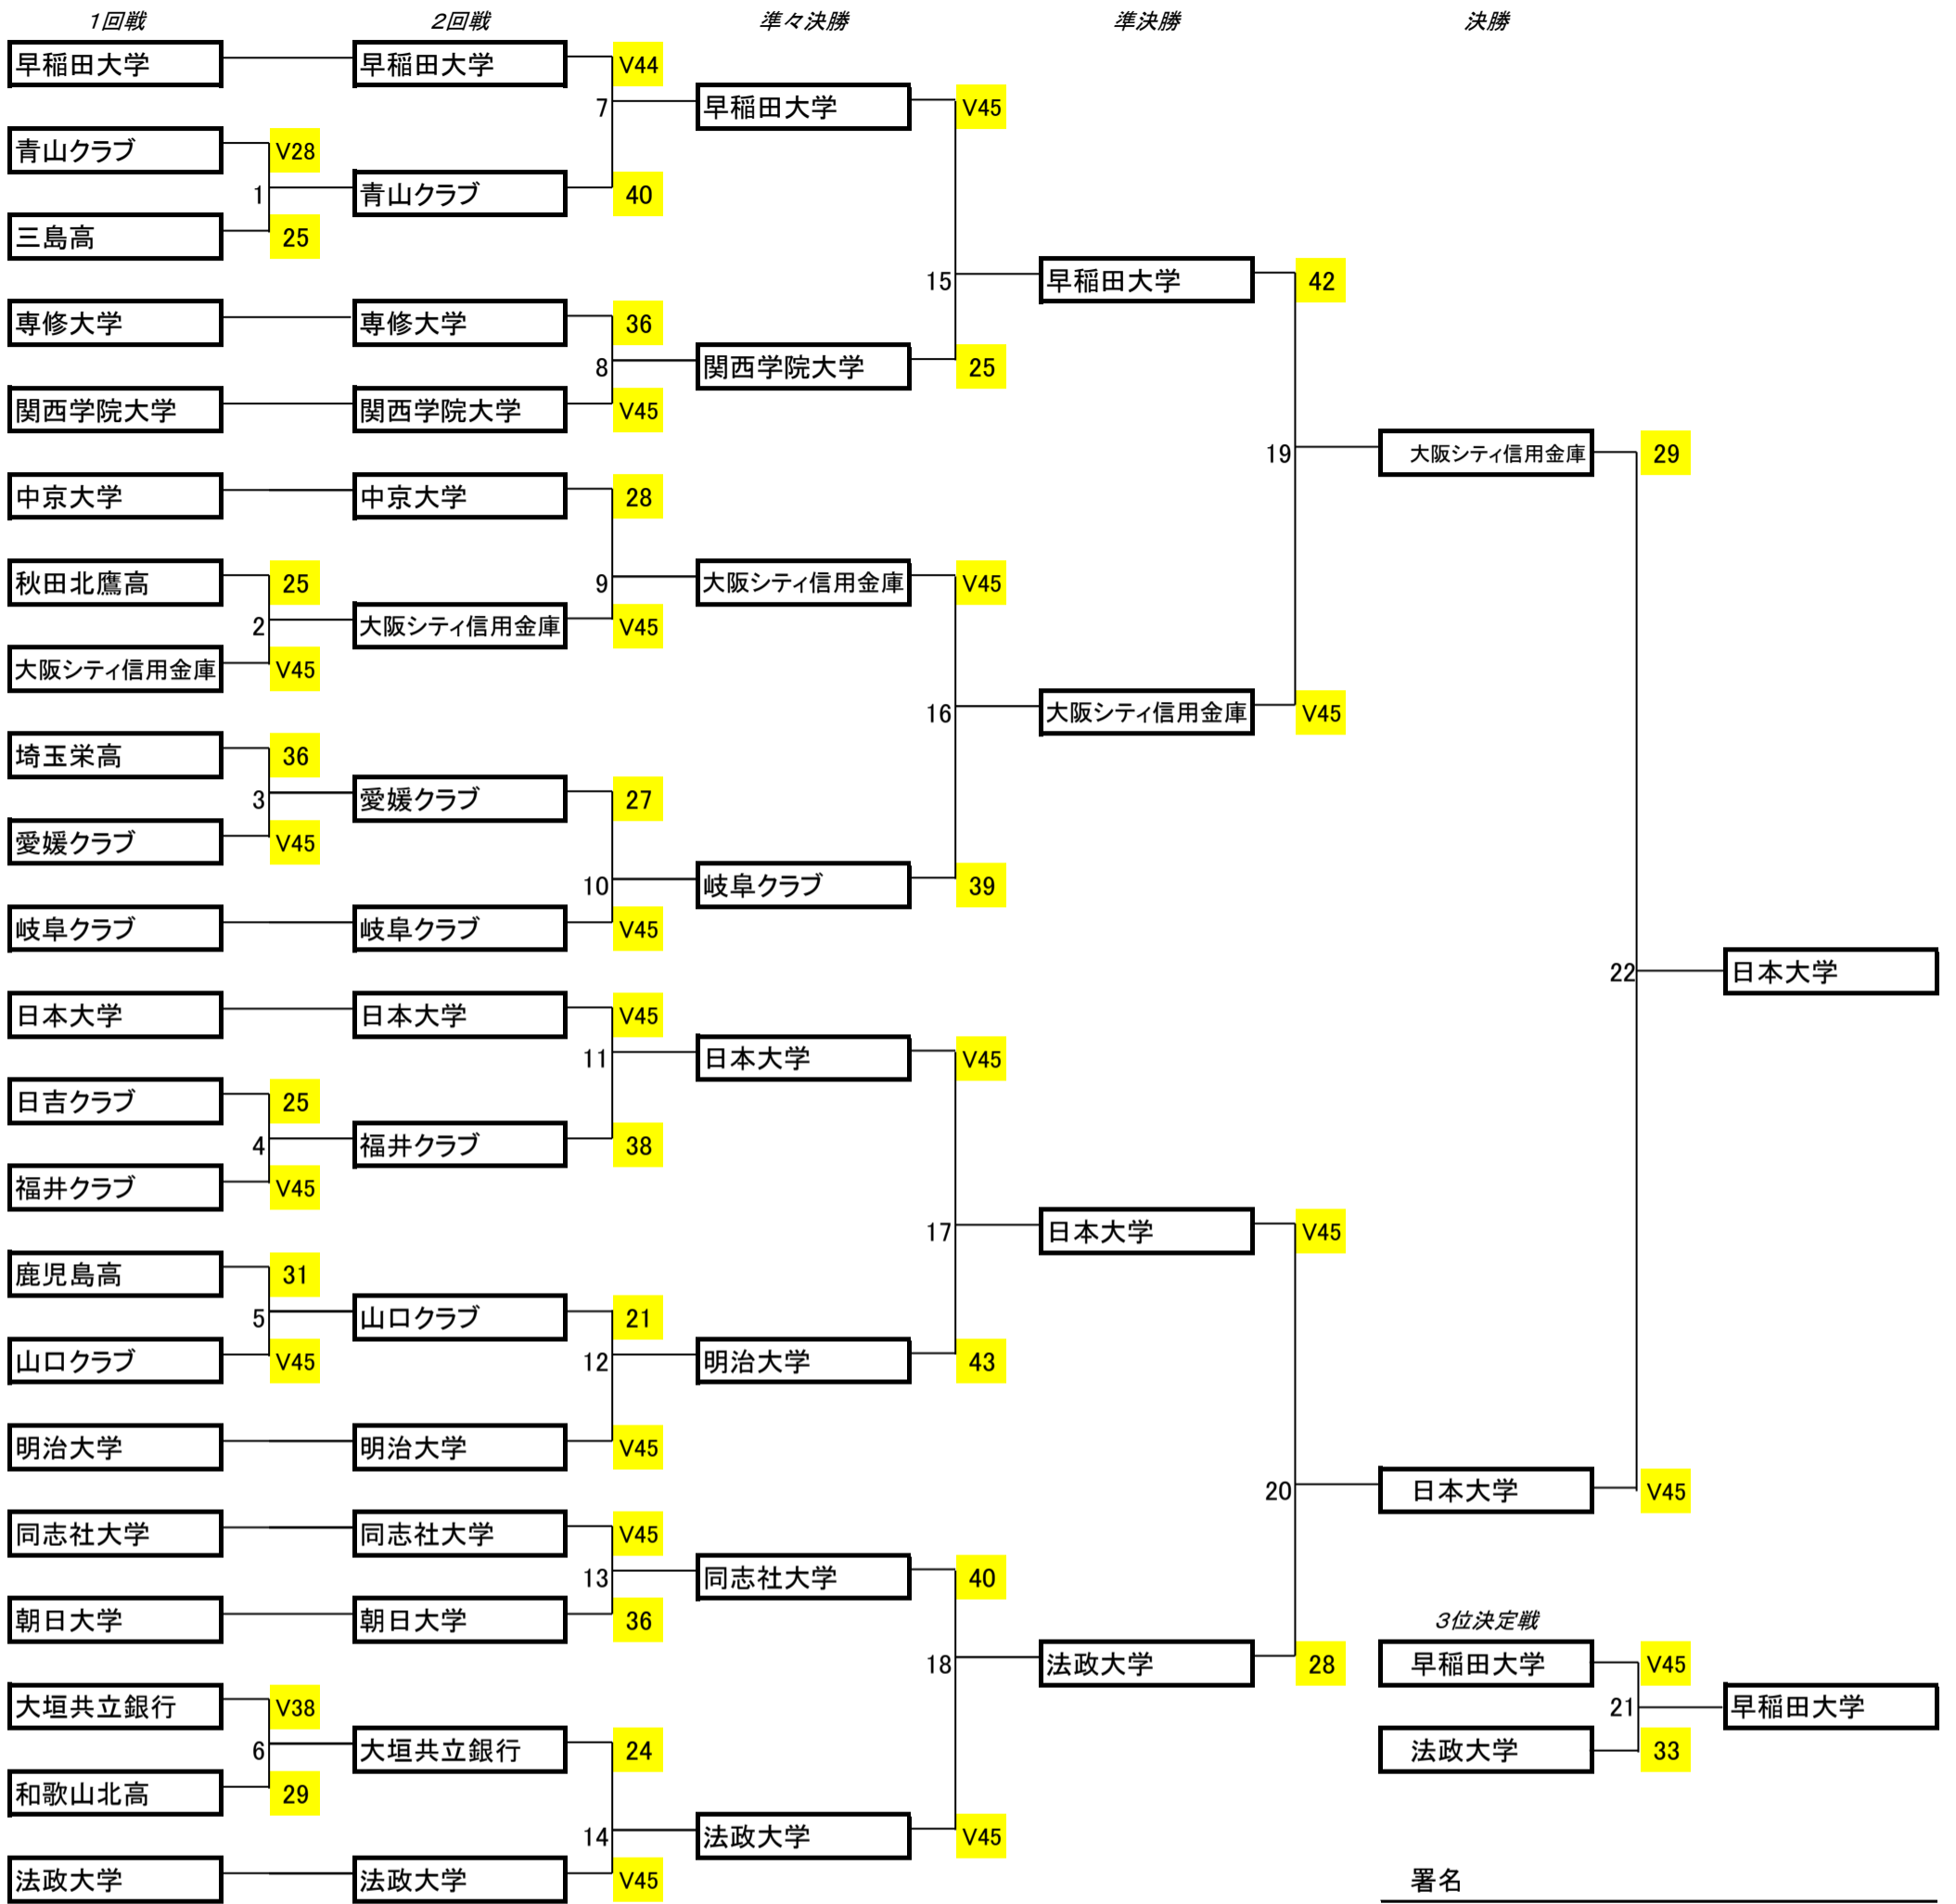 1回戦
2回戦
準々決勝
準決勝
決勝
早稲田大学
早稲田大学
V44
7
早稲田大学
V45
青山クラブ
V28
1
青山クラブ
40
三島高
25
15
早稲田大学
42
専修大学
専修大学
36
8
関西学院大学
25
関西学院大学
関西学院大学
V45
19
大阪シティ信用金庫
29
中京大学
中京大学
28
秋田北鷹高
25
9
大阪シティ信用金庫
V45
2
大阪シティ信用金庫
V45
大阪シティ信用金庫
V45
16
大阪シティ信用金庫
V45
埼玉栄高
36
3
愛媛クラブ
27
愛媛クラブ
V45
10
岐阜クラブ
39
岐阜クラブ
岐阜クラブ
V45
22
日本大学
日本大学
日本大学
V45
11
日本大学
V45
日吉クラブ
25
4
福井クラブ
38
福井クラブ
V45
17
日本大学
V45
鹿児島高
31
5
山口クラブ
21
山口クラブ
V45
12
明治大学
43
明治大学
明治大学
V45
20
日本大学
V45
同志社大学
同志社大学
V45
13
同志社大学
40
朝日大学
朝日大学
36
3位決定戦
18
法政大学
28
早稲田大学
V45
大垣共立銀行
V38
21
早稲田大学
6
大垣共立銀行
24
法政大学
33
和歌山北高
29
14
法政大学
V45
法政大学
法政大学
V45
署名